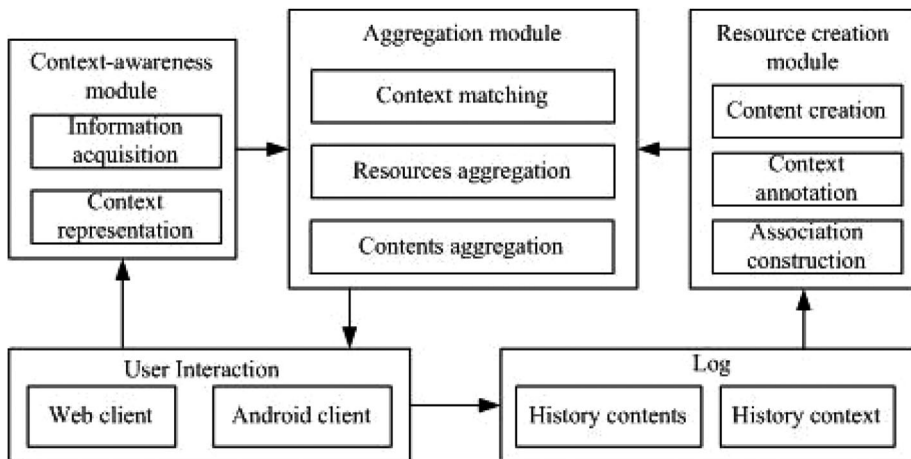 Context-awareness
module
Information
acquisition
Context
representation
Aggregation module
Context matching
Resources aggregation
Contents aggregation
Resource creation
module
Content creation
Context
annotation
Association
construction
User Interaction
Web client
Android client
Log
History contents
History context